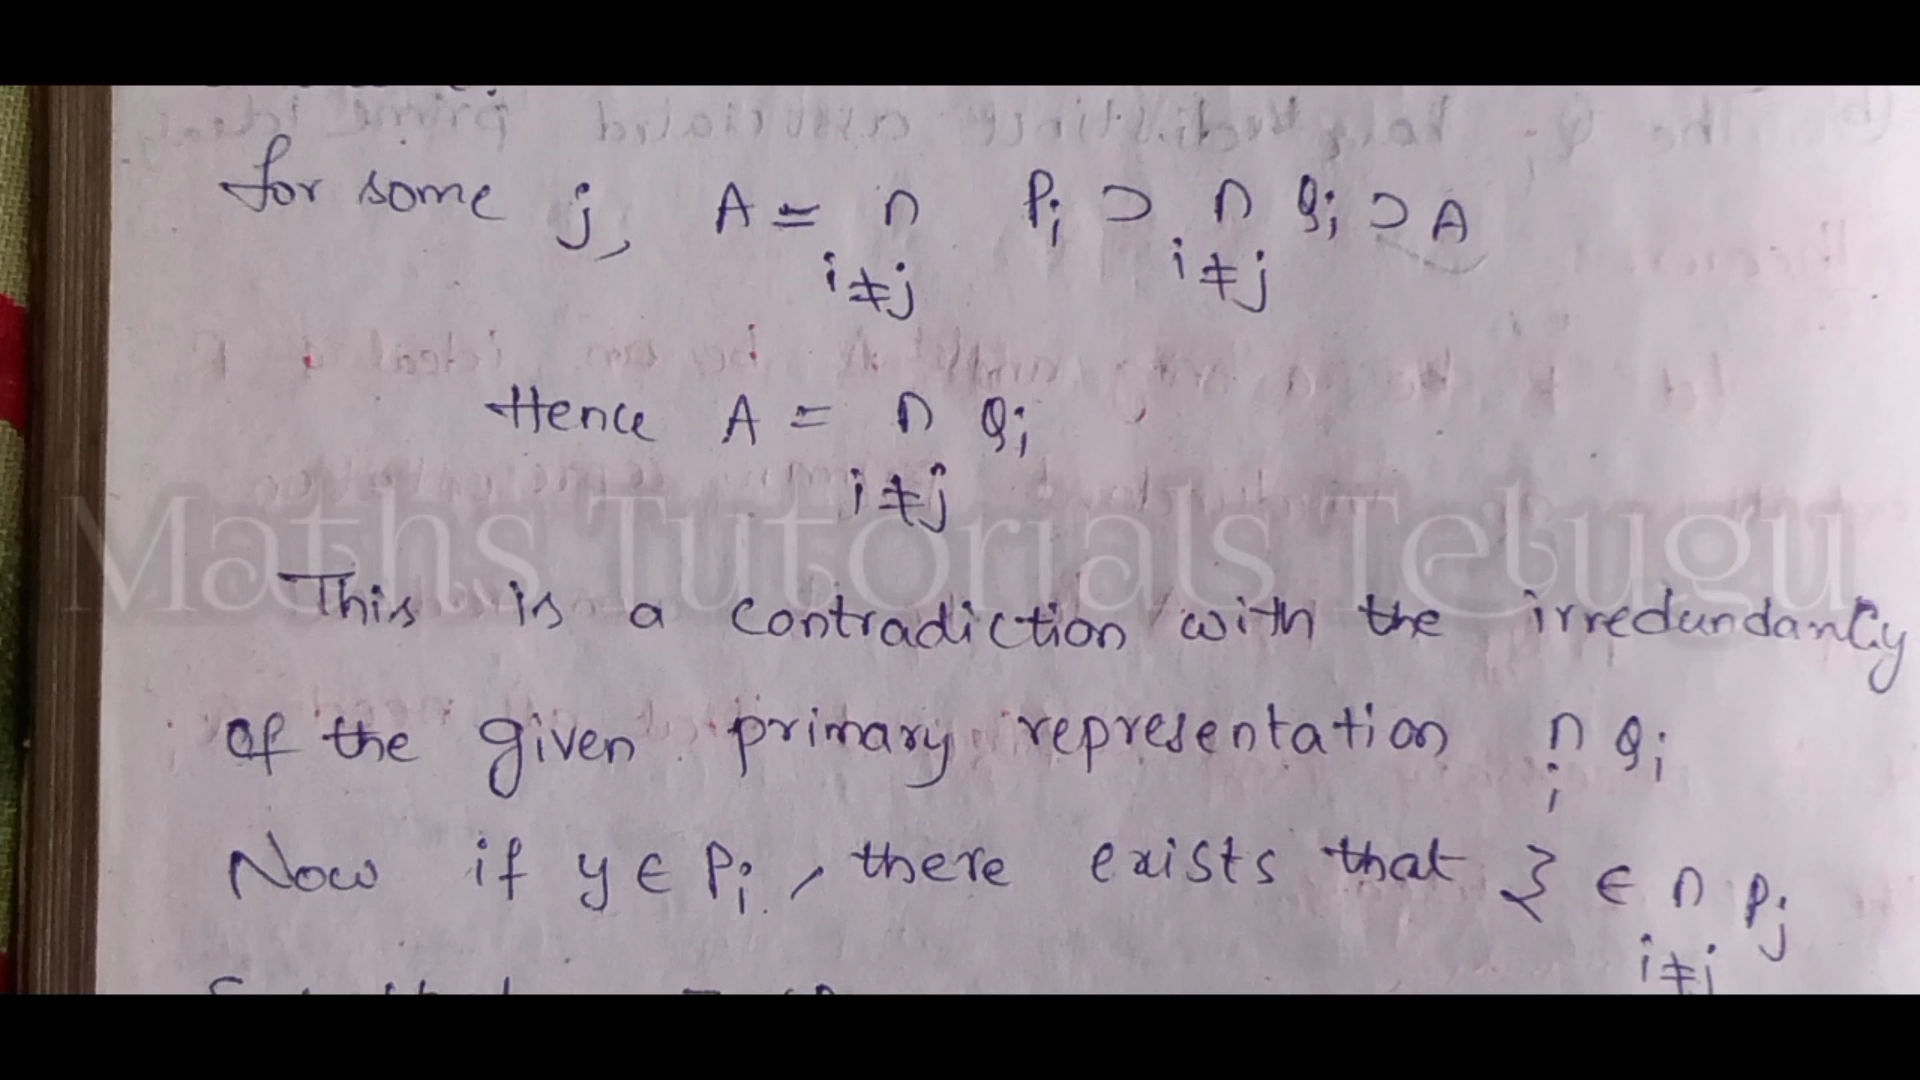 for some j, A = ∩ Pi ⊃ ∩ Qi ⊃ A
i≠j i≠j
Hence A = ∩ Qi
i≠j
Maths Tutorials Telugu
This is a contradiction with the irredundancy
of the given primary representation ∩ Qi
i
Now if y ∈ Pi, there exists that z ∈ ∩ Pj
i≠j